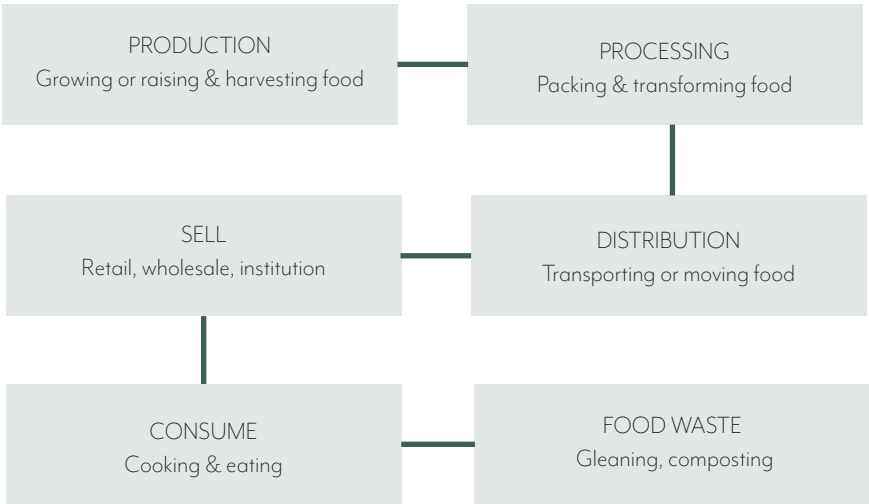 PRODUCTION
Growing or raising & harvesting food
PROCESSING
Packing & transforming food
SELL
Retail, wholesale, institution
DISTRIBUTION
Transporting or moving food
CONSUME
Cooking & eating
FOOD WASTE
Gleaning, composting